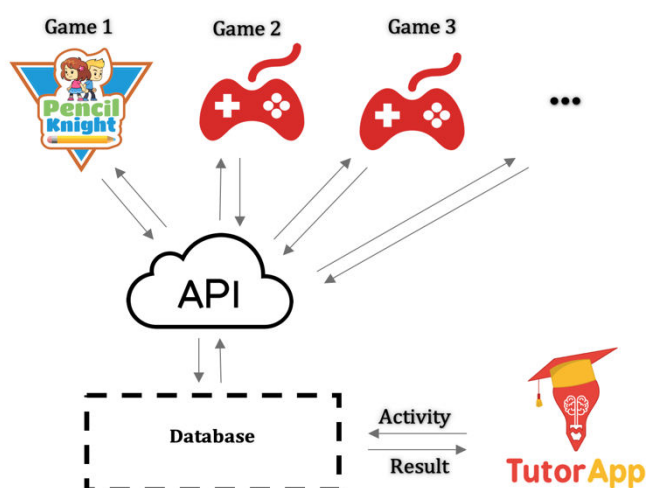 Game 1
Game 2
Game 3
...
Pencil
Knight
API
Database
Activity
Result
TutorApp